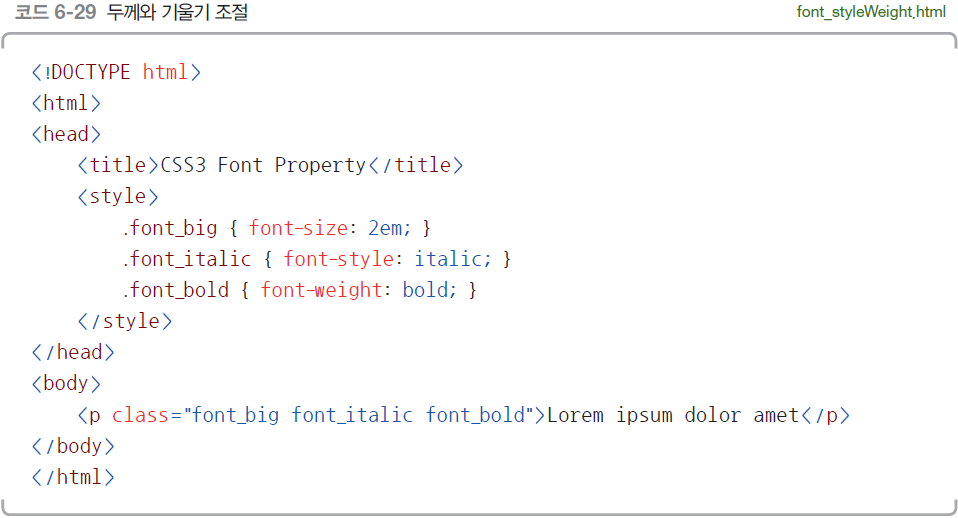 코드 6-29 두께와 기울기 조절 font_styleWeight.html
<!DOCTYPE html>
<html>
<head>
    <title>CSS3 Font Property</title>
    <style>
        .font_big { font-size: 2em; }
        .font_italic { font-style: italic; }
        .font_bold { font-weight: bold; }
    </style>
</head>
<body>
    <p class="font_big font_italic font_bold">Lorem ipsum dolor amet</p>
</body>
</html>